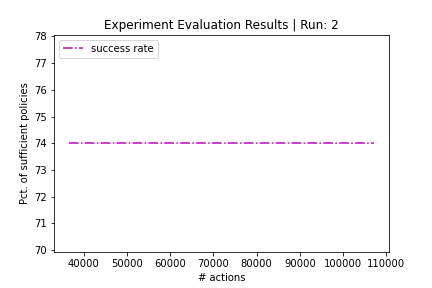 Experiment Evaluation Results | Run: 2
success rate
Pct. of sufficient policies
78
77
76
75
74
73
72
71
70
40000 50000 60000 70000 80000 90000 100000 110000
# actions